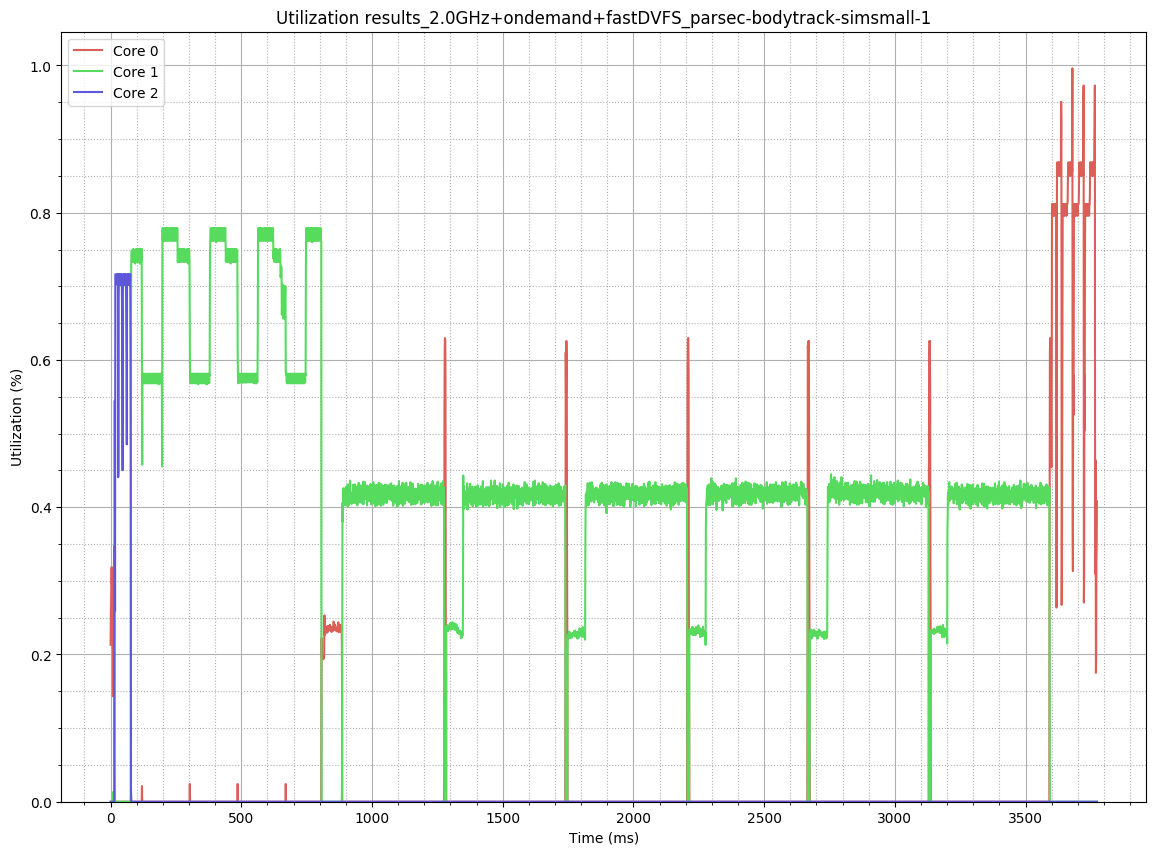 Utilization results_2.0GHz+ondemand+fastDVFS_parsec-bodytrack-simsmall-1
Core 0
Core 1
Core 2
1.0
0.8
0.6
0.4
0.2
0.0
Utilization (%)
0 500 1000 1500 2000 2500 3000 3500
Time (ms)